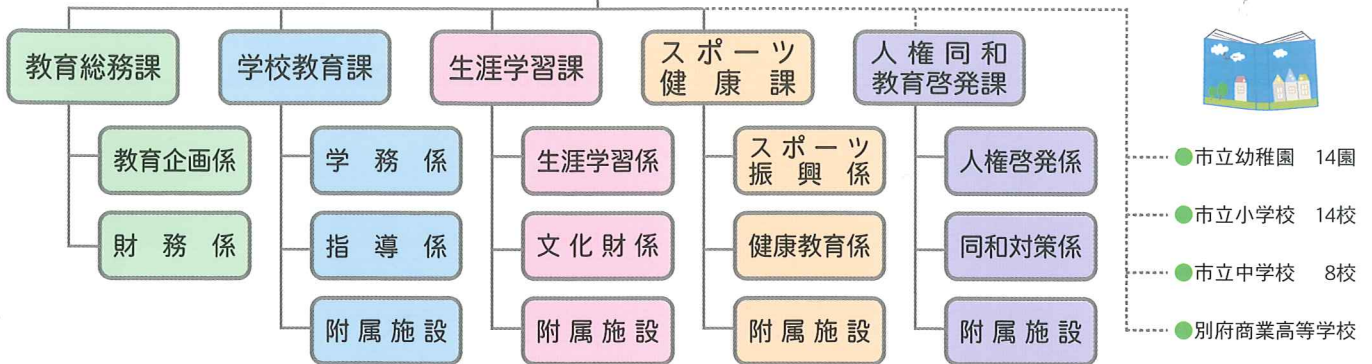 教育総務課
教育企画係
財務係
学校教育課
学務係
指導係
附属施設
生涯学習課
生涯学習係
文化財係
附属施設
スポーツ
健康課
スポーツ
振興係
健康教育係
附属施設
人権同和
教育啓発課
人権啓発係
同和対策係
附属施設
●市立幼稚園 14園
●市立小学校 14校
●市立中学校 8校
●別府商業高等学校